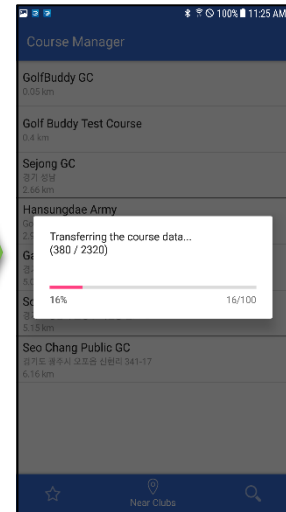 100% 11:25 AM
Course Manager
GolfBuddy GC
0.05 km
Golf Buddy Test Course
0.4 km
Sejong GC
경기 성남
2.66 km
Hansungdae Army
Transferring the course data...
(380 / 2320)
16%
16/100
5.15 km
Seo Chang Public GC
경기도 광주시 오포읍 신현리 341-17
6.16 km
Near Clubs